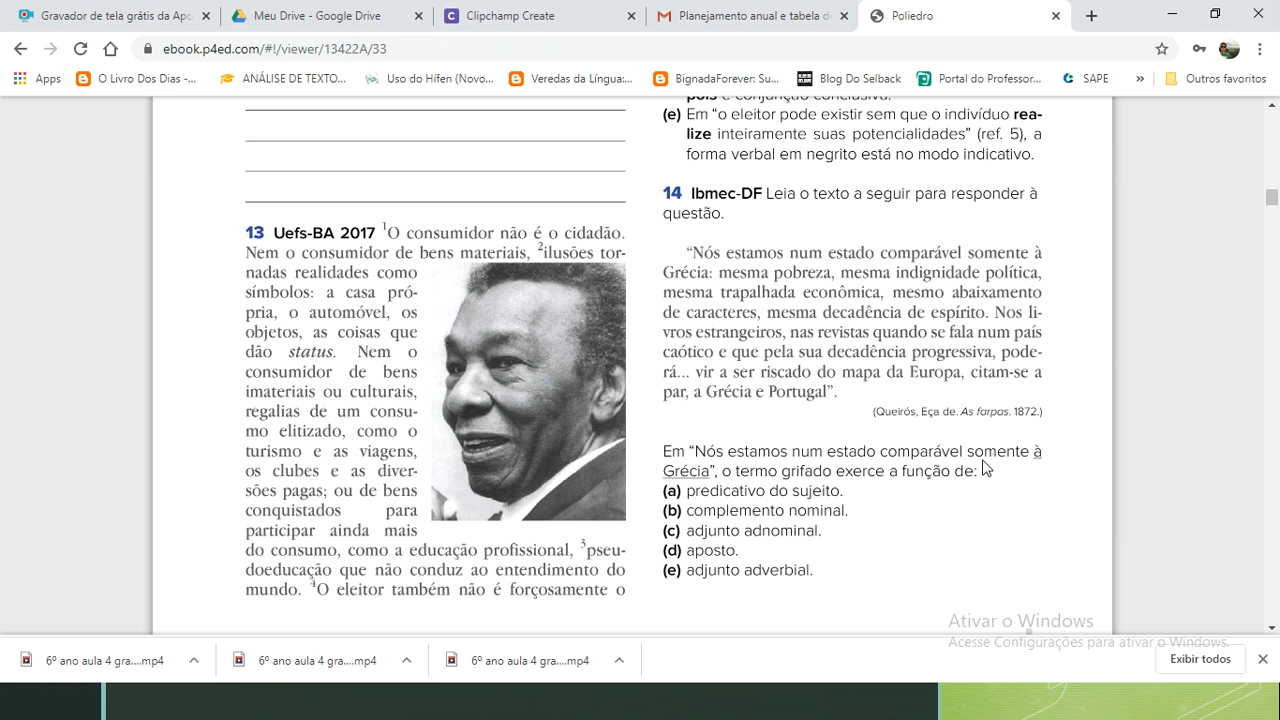 Gravador de tela grátis da Apo
Meu Drive - Google Drive
Clipchamp Create
Planejamento anual e tabela de
Poliedro
ebook.p4ed.com/#!/viewer/13422A/33
Apps
O Livro Dos Dias -...
ANÁLISE DE TEXTO...
Uso do Hífen (Novo...
Veredas da Língua:...
BignadaForever: Su...
Blog Do Selback
Portal do Professor...
SAPE
»
Outros favoritos
13 Uefs-BA 2017 ¹O consumidor não é o cidadão.
Nem o consumidor de bens materiais, ²ilusões tor-
nadas realidades como
símbolos: a casa pró-
pria, o automóvel, os
objetos, as coisas que
dão status. Nem o
consumidor de bens
imateriais ou culturais,
regalias de um consu-
mo elitizado, como o
turismo e as viagens,
os clubes e as diver-
sões pagas; ou de bens
conquistados para
participar ainda mais
do consumo, como a educação profissional, ³pseu-
doeducação que não conduz ao entendimento do
mundo. ⁴O eleitor também não é forçosamente o
pois é conjunção conclusiva.
(e) Em “o eleitor pode existir sem que o indivíduo rea-
lize inteiramente suas potencialidades” (ref. 5), a
forma verbal em negrito está no modo indicativo.
14 Ibmec-DF Leia o texto a seguir para responder à
questão.
“Nós estamos num estado comparável somente à
Grécia: mesma pobreza, mesma indignidade política,
mesma trapalhada econômica, mesmo abaixamento
de caracteres, mesma decadência de espírito. Nos li-
vros estrangeiros, nas revistas quando se fala num país
caótico e que pela sua decadência progressiva, pode-
rá... vir a ser riscado do mapa da Europa, citam-se a
par, a Grécia e Portugal”.
(Queirós, Eça de. As farpas. 1872.)
Em “Nós estamos num estado comparável somente à
Grécia”, o termo grifado exerce a função de:
(a) predicativo do sujeito.
(b) complemento nominal.
(c) adjunto adnominal.
(d) aposto.
(e) adjunto adverbial.
Ativar o Windows
Acesse Configurações para ativar o Windows.
6º ano aula 4 gra....mp4
6º ano aula 4 gra....mp4
6º ano aula 4 gra....mp4
Exibir todos